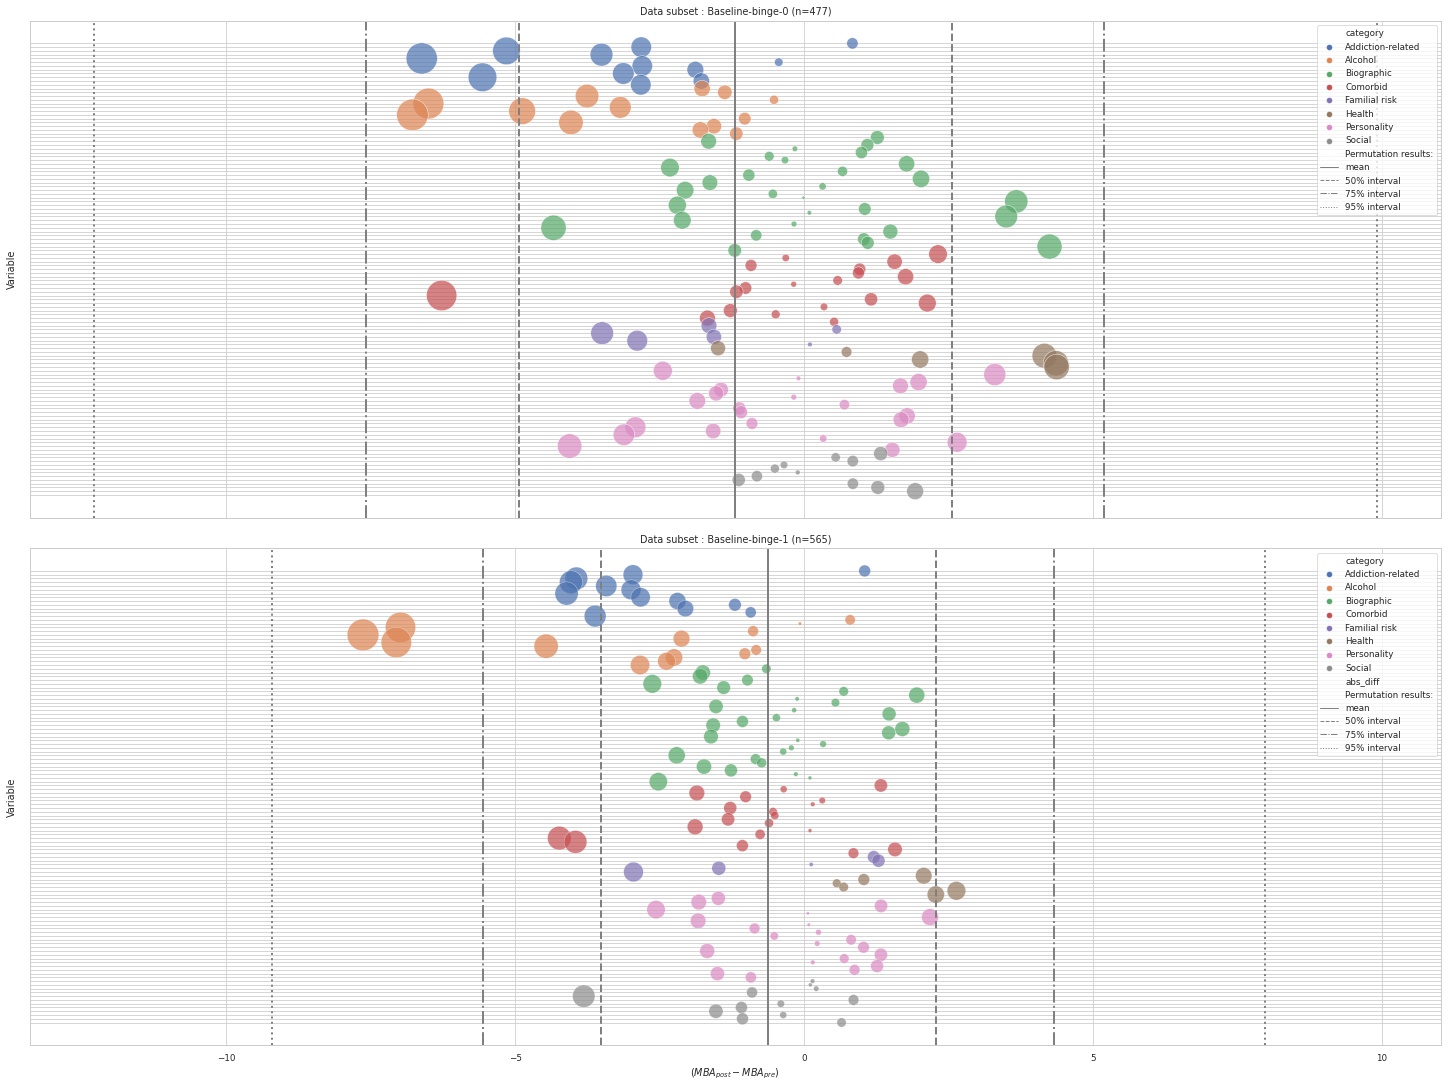 Data subset : Baseline-binge-0 (n=477)
category
Addiction-related
Alcohol
Biographic
Comorbid
Familial risk
Health
Personality
Social
Permutation results:
mean
50% interval
75% interval
95% interval
Variable
Data subset : Baseline-binge-1 (n=565)
category
Addiction-related
Alcohol
Biographic
Comorbid
Familial risk
Health
Personality
Social
abs_diff
Permutation results:
mean
50% interval
75% interval
95% interval
Variable
−10 −5 0 5 10
(MBA_post − MBA_pre)